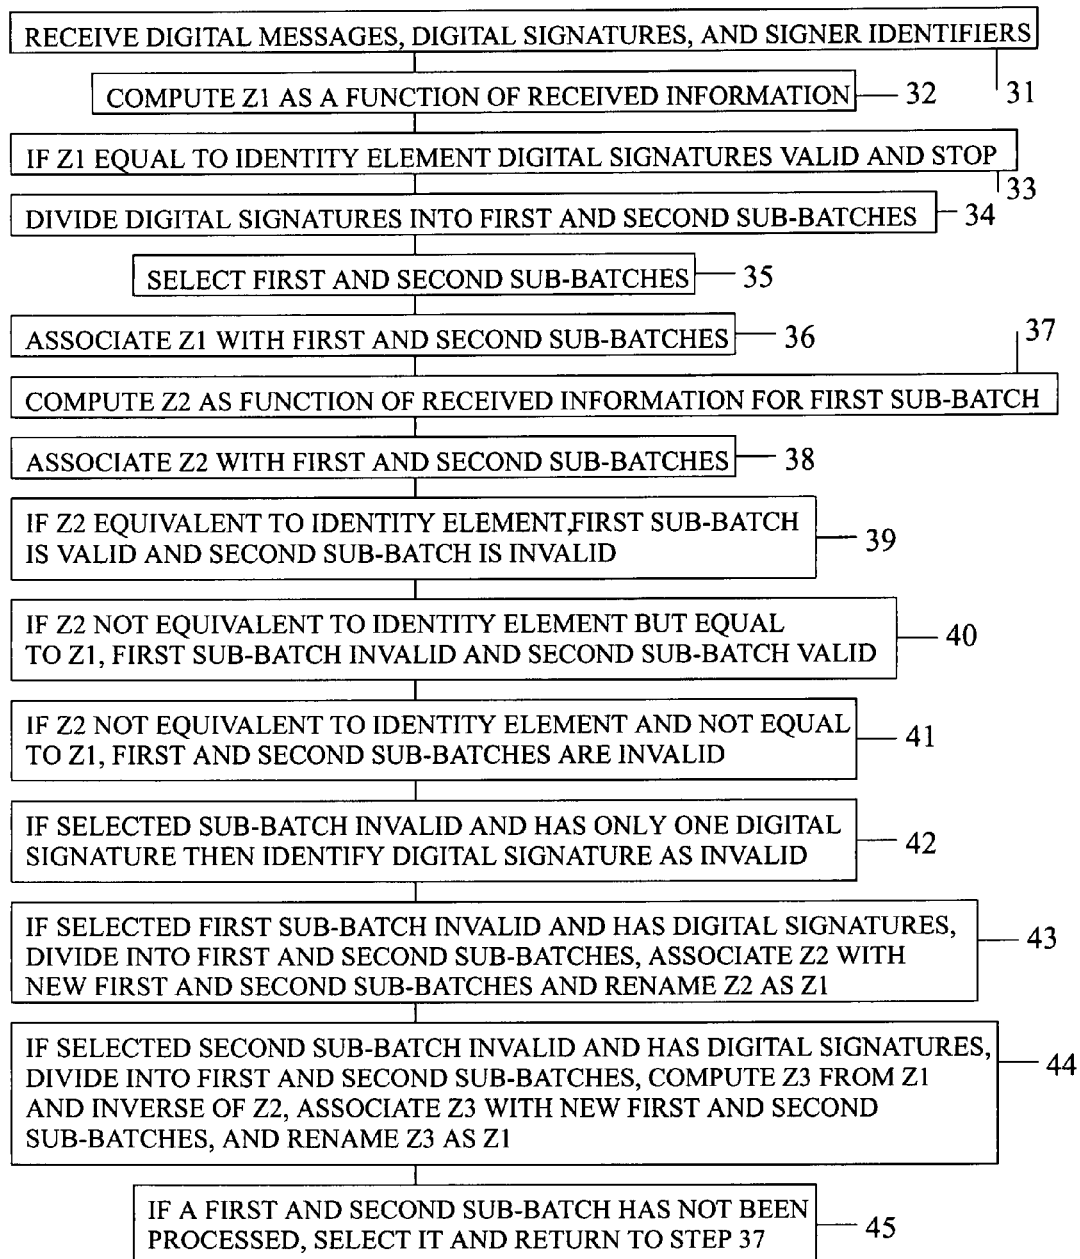 RECEIVE DIGITAL MESSAGES, DIGITAL SIGNATURES, AND SIGNER IDENTIFIERS
31
COMPUTE Z1 AS A FUNCTION OF RECEIVED INFORMATION
32
IF Z1 EQUAL TO IDENTITY ELEMENT DIGITAL SIGNATURES VALID AND STOP
33
DIVIDE DIGITAL SIGNATURES INTO FIRST AND SECOND SUB-BATCHES
34
SELECT FIRST AND SECOND SUB-BATCHES
35
ASSOCIATE Z1 WITH FIRST AND SECOND SUB-BATCHES
36
37
COMPUTE Z2 AS FUNCTION OF RECEIVED INFORMATION FOR FIRST SUB-BATCH
ASSOCIATE Z2 WITH FIRST AND SECOND SUB-BATCHES
38
IF Z2 EQUIVALENT TO IDENTITY ELEMENT, FIRST SUB-BATCH
IS VALID AND SECOND SUB-BATCH IS INVALID
39
IF Z2 NOT EQUIVALENT TO IDENTITY ELEMENT BUT EQUAL
TO Z1, FIRST SUB-BATCH INVALID AND SECOND SUB-BATCH VALID
40
IF Z2 NOT EQUIVALENT TO IDENTITY ELEMENT AND NOT EQUAL
TO Z1, FIRST AND SECOND SUB-BATCHES ARE INVALID
41
IF SELECTED SUB-BATCH INVALID AND HAS ONLY ONE DIGITAL
SIGNATURE THEN IDENTIFY DIGITAL SIGNATURE AS INVALID
42
IF SELECTED FIRST SUB-BATCH INVALID AND HAS DIGITAL SIGNATURES,
DIVIDE INTO FIRST AND SECOND SUB-BATCHES, ASSOCIATE Z2 WITH
NEW FIRST AND SECOND SUB-BATCHES AND RENAME Z2 AS Z1
43
IF SELECTED SECOND SUB-BATCH INVALID AND HAS DIGITAL SIGNATURES,
DIVIDE INTO FIRST AND SECOND SUB-BATCHES, COMPUTE Z3 FROM Z1
AND INVERSE OF Z2, ASSOCIATE Z3 WITH NEW FIRST AND SECOND
SUB-BATCHES, AND RENAME Z3 AS Z1
44
IF A FIRST AND SECOND SUB-BATCH HAS NOT BEEN
PROCESSED, SELECT IT AND RETURN TO STEP 37
45